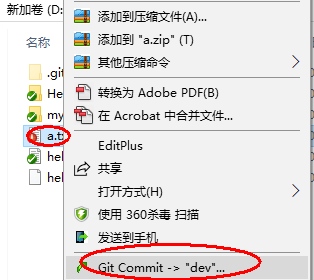 新加卷 (D:
添加到压缩文件(A)...
名称
添加到 "a.zip" (T)
其他压缩命令
.git
He
转换为 Adobe PDF(B)
my
在 Acrobat 中合并文件...
a.t
EditPlus
hel
共享
hel
打开方式(H)
使用 360杀毒 扫描
发送到手机
Git Commit -> "dev"...